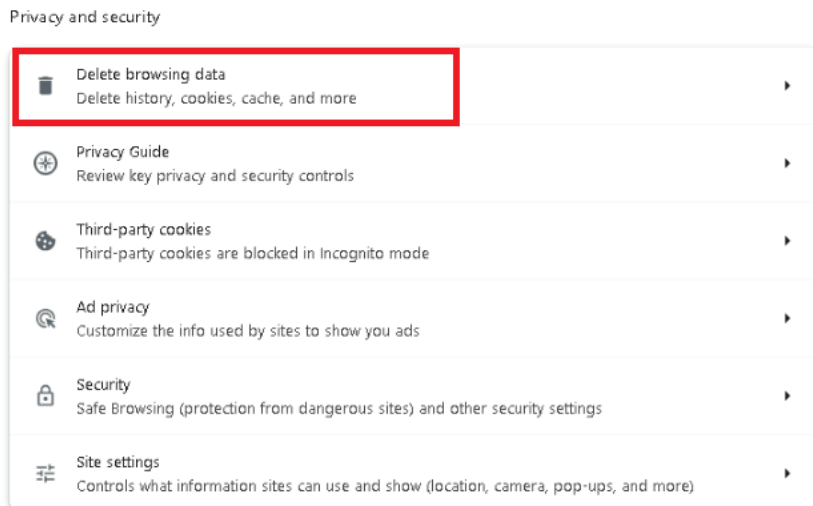 Privacy and security
Delete browsing data
Delete history, cookies, cache, and more
Privacy Guide
Review key privacy and security controls
Third-party cookies
Third-party cookies are blocked in Incognito mode
Ad privacy
Customize the info used by sites to show you ads
Security
Safe Browsing (protection from dangerous sites) and other security settings
Site settings
Controls what information sites can use and show (location, camera, pop-ups, and more)